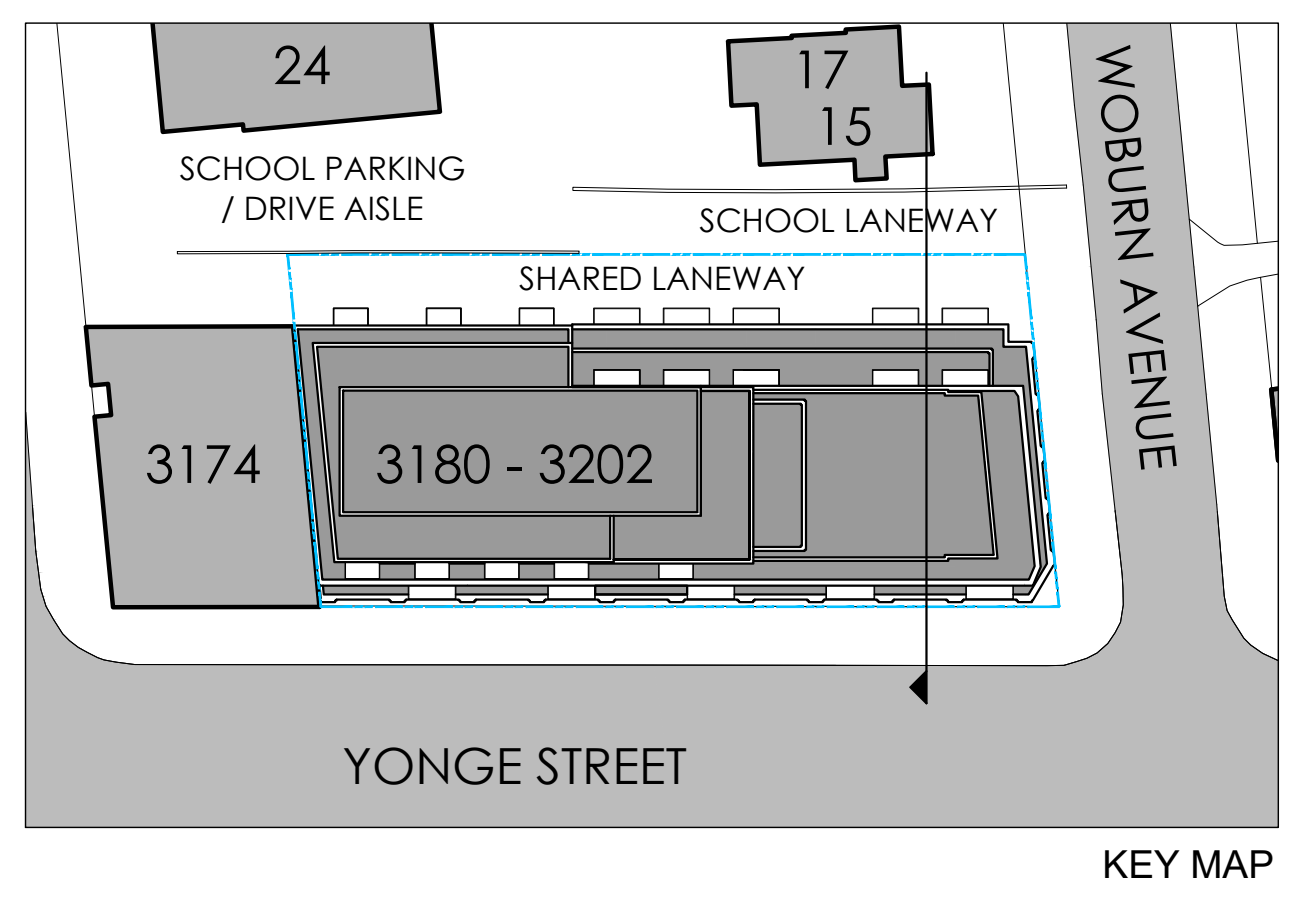 24
17
15
WOBURN AVENUE
SCHOOL PARKING
/ DRIVE AISLE
SCHOOL LANEWAY
SHARED LANEWAY
3174
3180 - 3202
YONGE STREET
KEY MAP